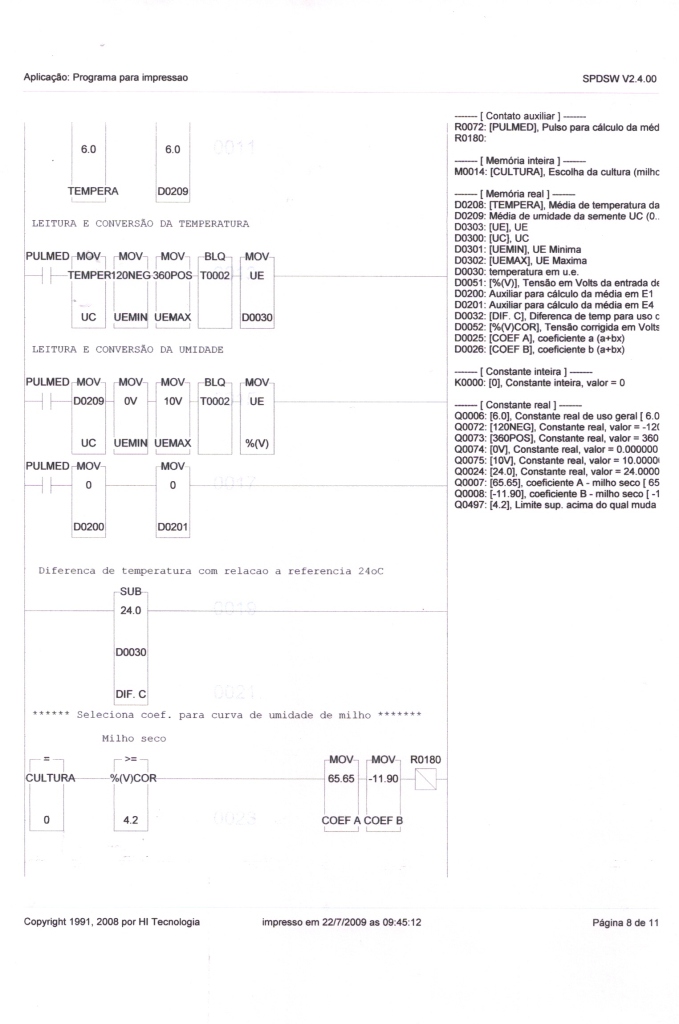 Aplicação: Programa para impressao
SPDSW V2.4.00
6.0 6.0
TEMPERA D0209
LEITURA E CONVERSÃO DA TEMPERATURA
PULMED MOV MOV MOV BLQ MOV
TEMPER 120NEG 360POS T0002 UE
UC UEMIN UEMAX D0030
LEITURA E CONVERSÃO DA UMIDADE
PULMED MOV MOV MOV BLQ MOV
D0209 0V 10V T0002 UE
UC UEMIN UEMAX %(V)
PULMED MOV MOV
0 0
D0200 D0201
Diferenca de temperatura com relacao a referencia 24oC
SUB
24.0
D0030
DIF. C
****** Seleciona coef. para curva de umidade de milho *******
Milho seco
= >= MOV MOV R0180
CULTURA %(V)COR 65.65 -11.90
0 4.2 COEF A COEF B
------- [ Contato auxiliar ] -------
R0072: [PULMED], Pulso para cálculo da méd
R0180:
------- [ Memória inteira ] -------
M0014: [CULTURA], Escolha da cultura (milho
------- [ Memória real ] -------
D0208: [TEMPERA], Média de temperatura da
D0209: Média de umidade da semente UC (0..
D0303: [UE], UE
D0300: [UC], UC
D0301: [UEMIN], UE Minima
D0302: [UEMAX], UE Maxima
D0030: temperatura em u.e.
D0051: [%(V)], Tensão em Volts da entrada de
D0200: Auxiliar para cálculo da média em E1
D0201: Auxiliar para cálculo da média em E4
D0032: [DIF. C], Diferenca de temp para uso c
D0052: [%(V)COR], Tensão corrigida em Volts
D0025: [COEF A], coeficiente a (a+bx)
D0026: [COEF B], coeficiente b (a+bx)
------- [ Constante inteira ] -------
K0000: [0], Constante inteira, valor = 0
------- [ Constante real ] -------
Q0006: [6.0], Constante real de uso geral [ 6.0
Q0072: [120NEG], Constante real, valor = -120
Q0073: [360POS], Constante real, valor = 360
Q0074: [0V], Constante real, valor = 0.000000
Q0075: [10V], Constante real, valor = 10.0000
Q0024: [24.0], Constante real, valor = 24.0000
Q0007: [65.65], coeficiente A - milho seco [ 65
Q0008: [-11.90], coeficiente B - milho seco [ -1
Q0497: [4.2], Limite sup. acima do qual muda
Copyright 1991, 2008 por HI Tecnologia
impresso em 22/7/2009 as 09:45:12
Página 8 de 11